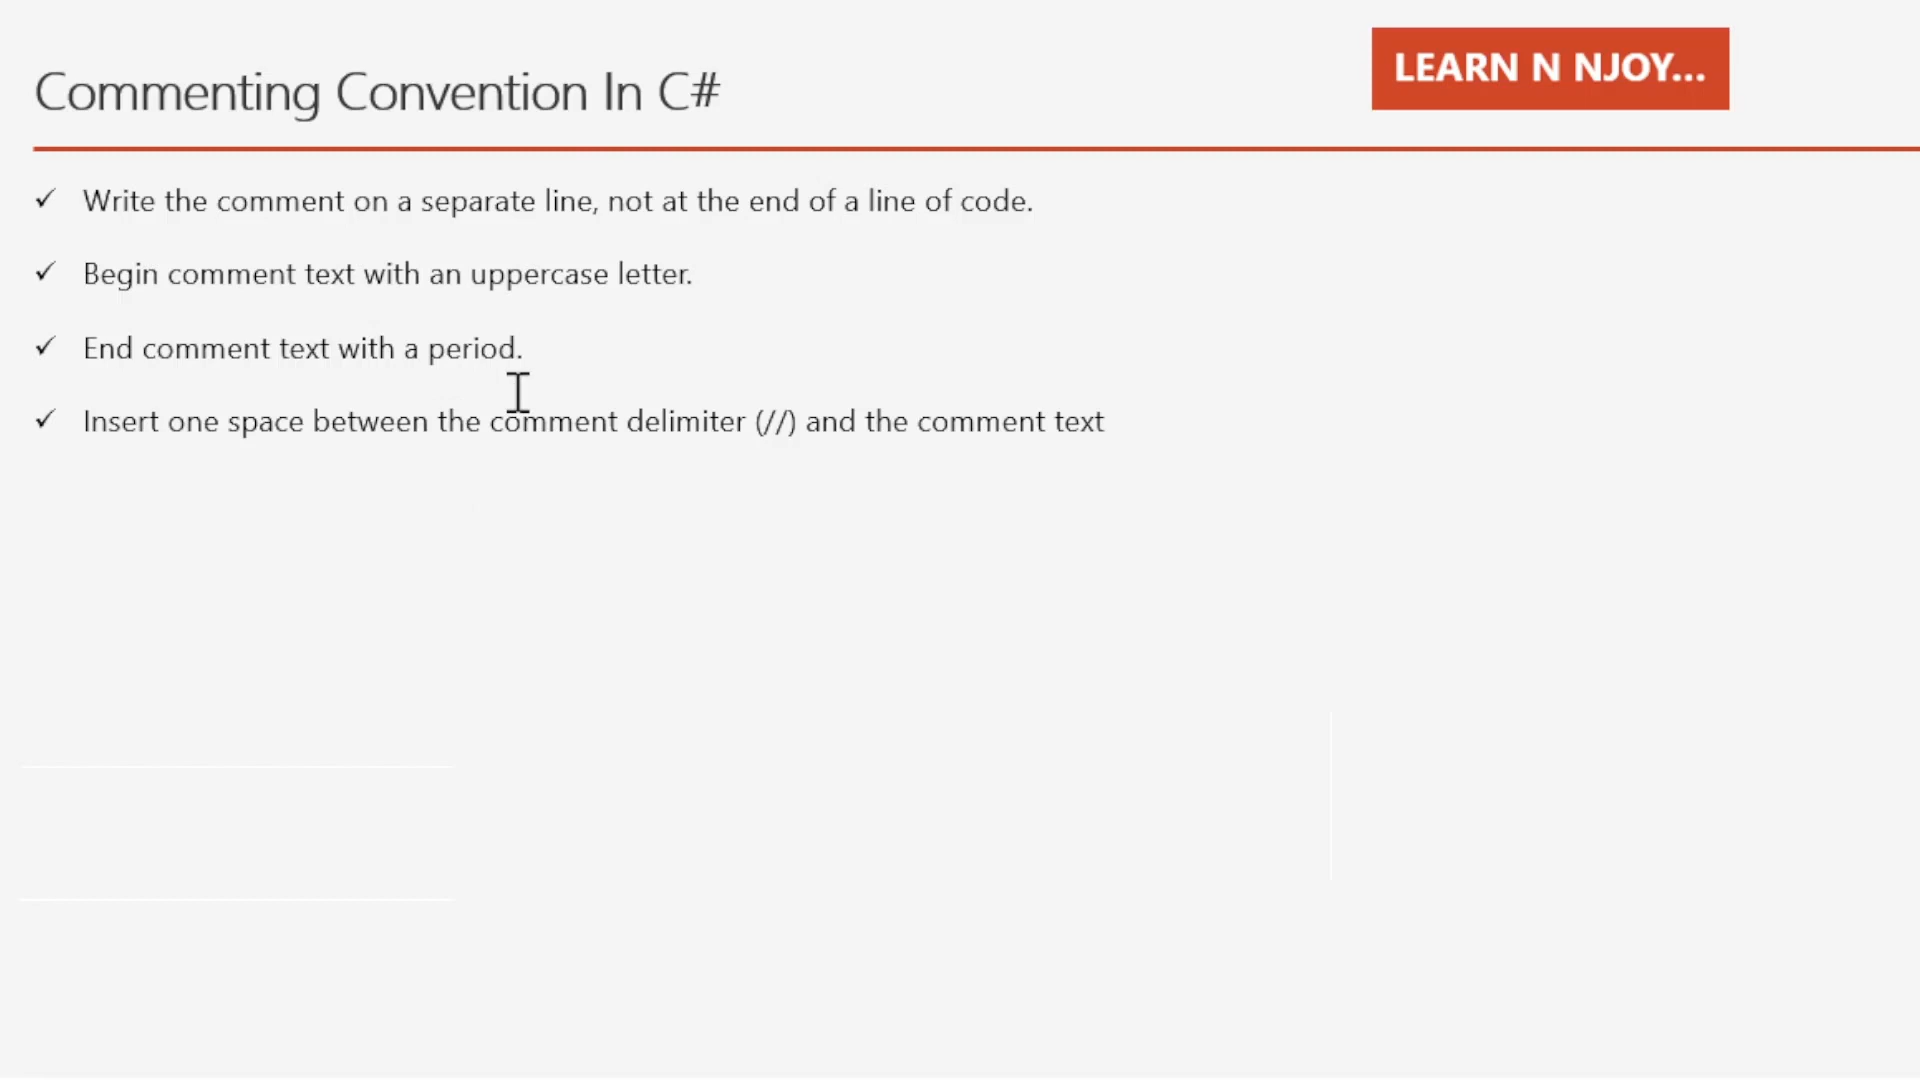 LEARN N NJOY...
Commenting Convention In C#
✓ Write the comment on a separate line, not at the end of a line of code.
✓ Begin comment text with an uppercase letter.
✓ End comment text with a period.
✓ Insert one space between the comment delimiter (//) and the comment text